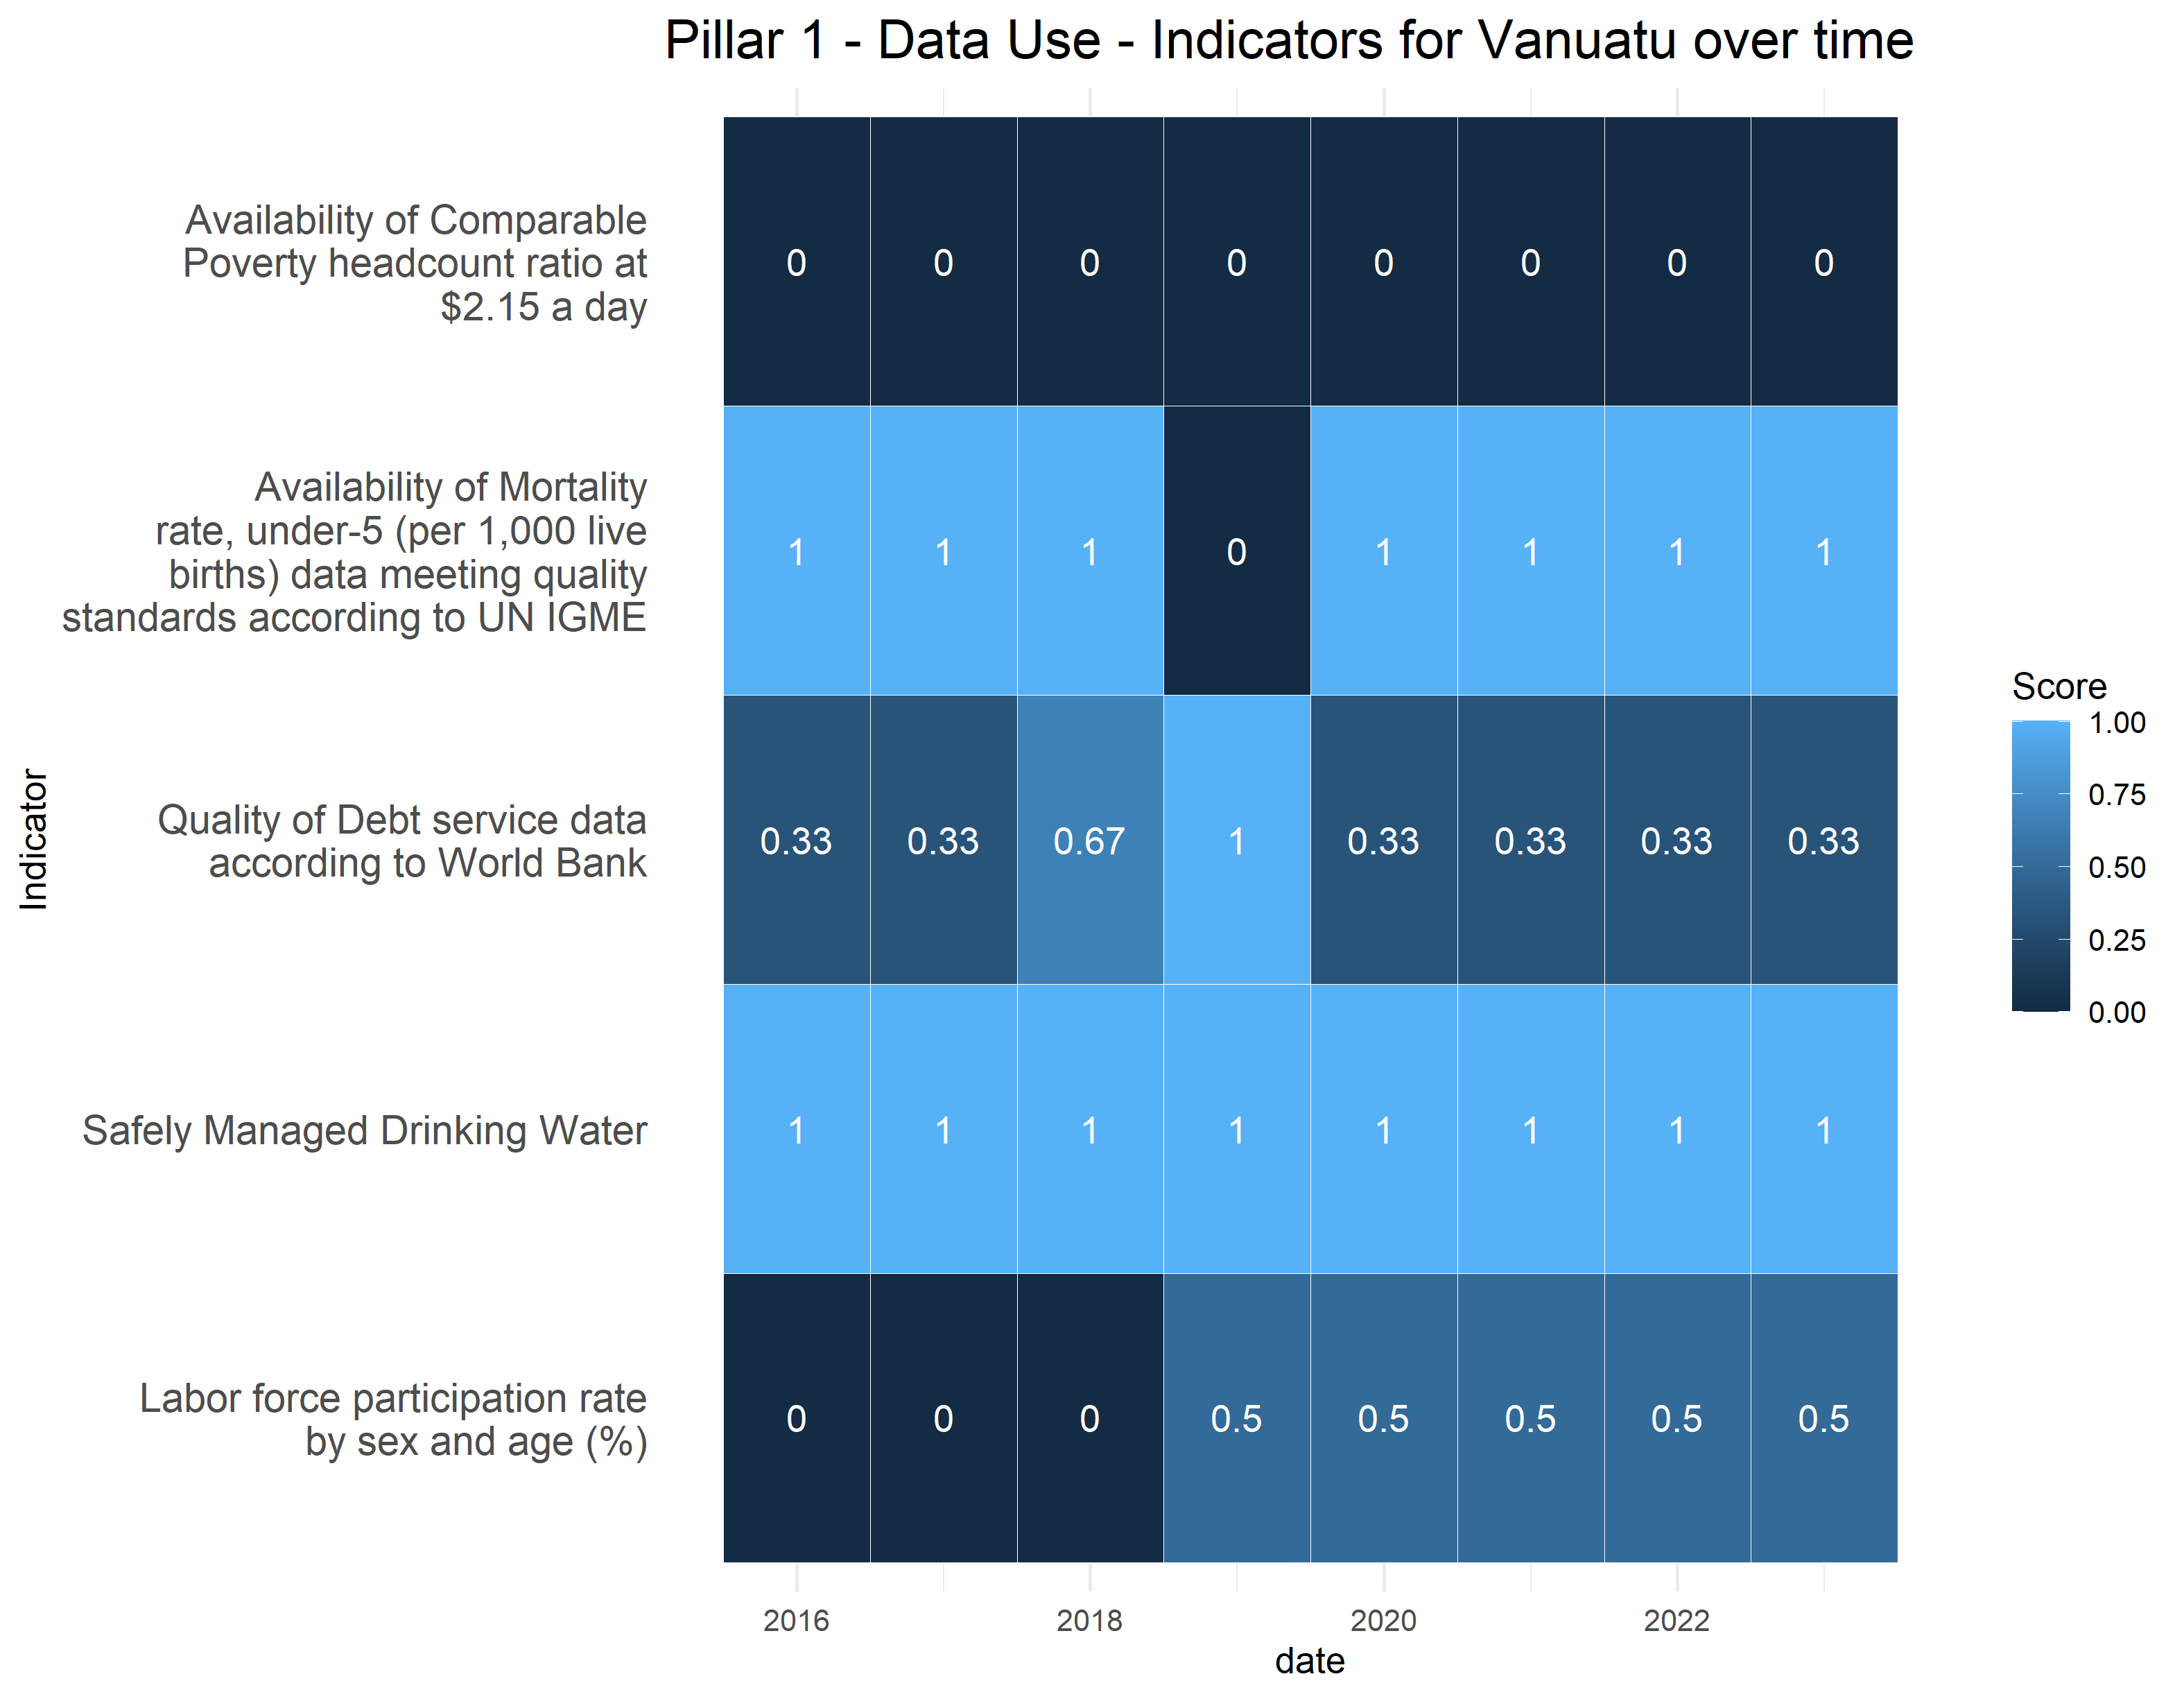 Pillar 1 - Data Use - Indicators for Vanuatu over time
Indicator
Availability of Comparable
Poverty headcount ratio at
$2.15 a day
0 0 0 0 0 0 0 0
Availability of Mortality
rate, under-5 (per 1,000 live
births) data meeting quality
standards according to UN IGME
1 1 1 0 1 1 1 1
Quality of Debt service data
according to World Bank
0.33 0.33 0.67 1 0.33 0.33 0.33 0.33
Safely Managed Drinking Water
1 1 1 1 1 1 1 1
Labor force participation rate
by sex and age (%)
0 0 0 0.5 0.5 0.5 0.5 0.5
2016 2018 2020 2022
date
Score
1.00
0.75
0.50
0.25
0.00